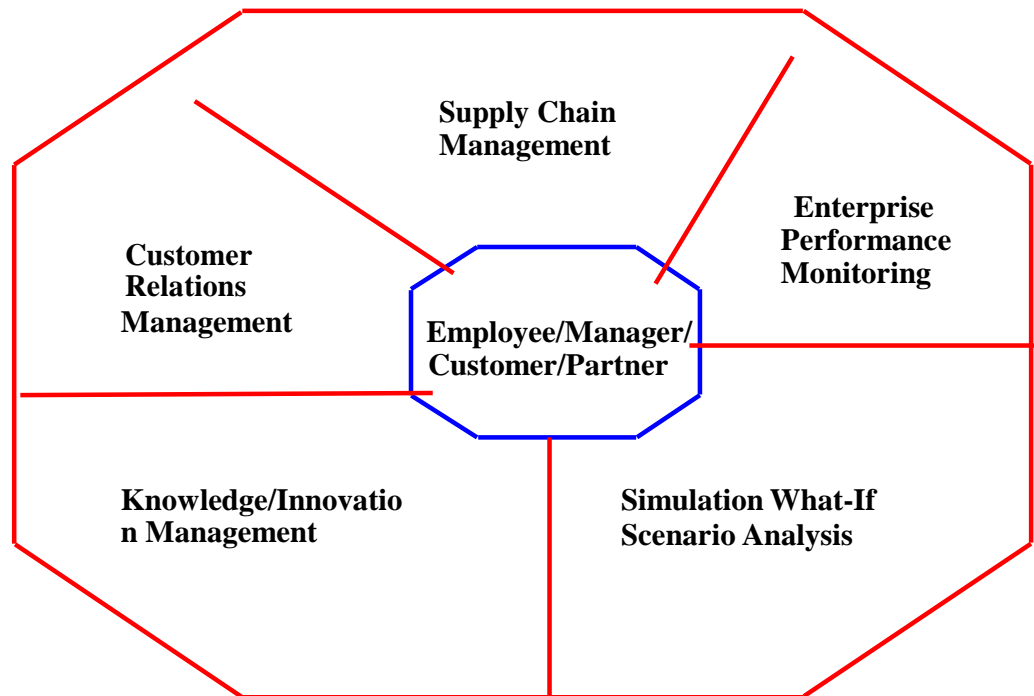 Supply Chain
Management
Enterprise
Performance
Monitoring
Customer
Relations
Management
Employee/Manager/
Customer/Partner
Knowledge/Innovatio
n Management
Simulation What-If
Scenario Analysis